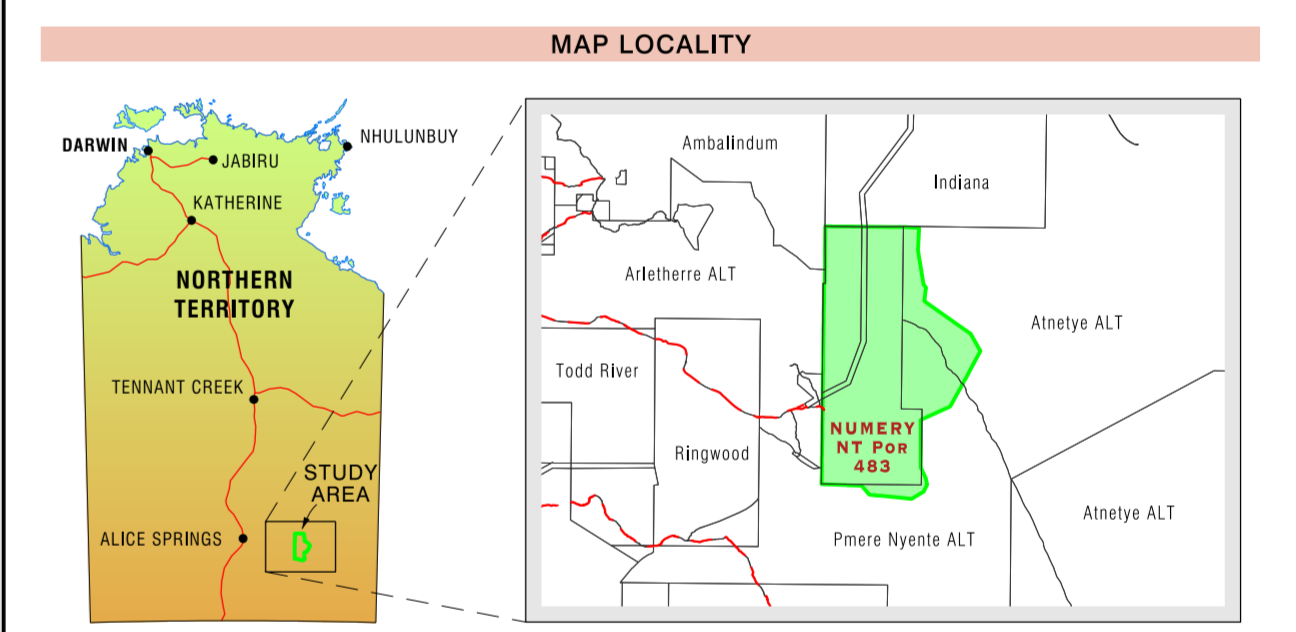 MAP LOCALITY
DARWIN
NHULUNBUY
JABIRU
KATHERINE
NORTHERN
TERRITORY
TENNANT CREEK
STUDY
AREA
ALICE SPRINGS
Ambalindum
Indiana
Arletherre ALT
Atnetye ALT
Todd River
Ringwood
NUMERY
NT POR
483
Atnetye ALT
Pmere Nyente ALT